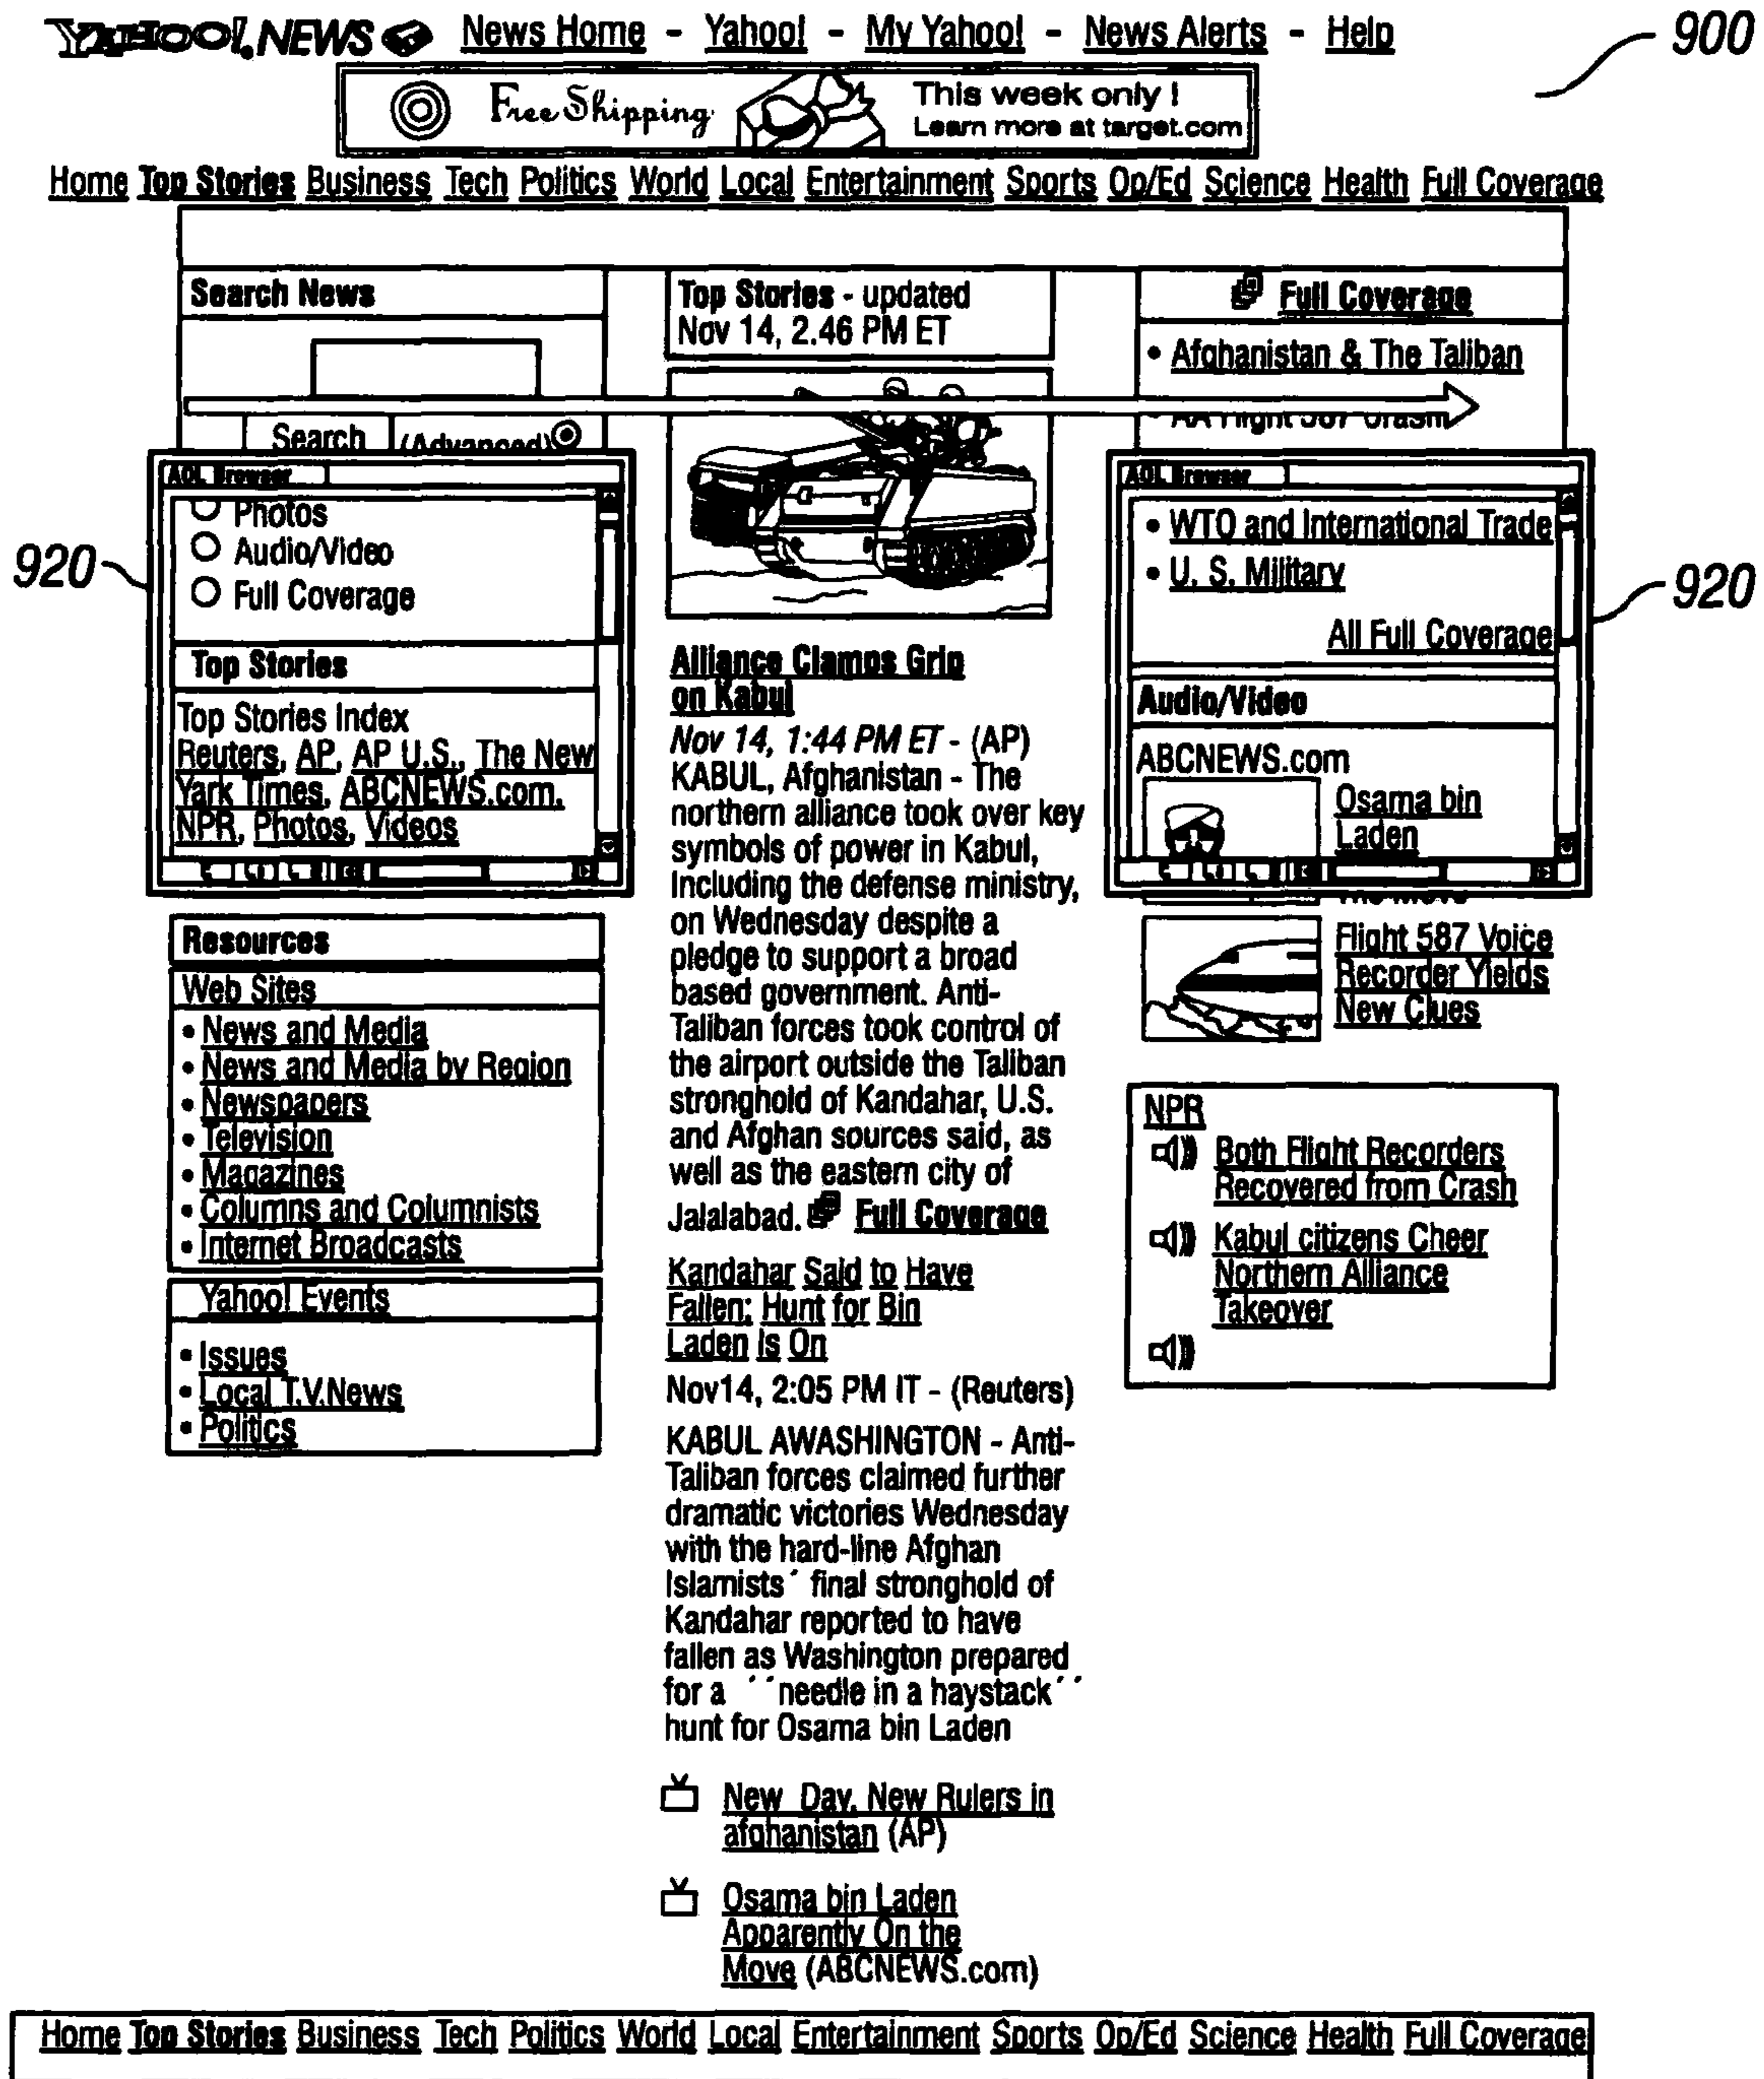 YAHOO! NEWS News Home - Yahoo! - My Yahoo! - News Alerts - Help
900
Free Shipping
This week only !
Learn more at target.com
Home Top Stories Business Tech Politics World Local Entertainment Sports Op/Ed Science Health Full Coverage
Search News
Search (Advanced)
AOL Browser
Photos
Audio/Video
Full Coverage
920
Top Stories
Top Stories Index
Reuters, AP, AP U.S., The New
Yark Times, ABCNEWS.com,
NPR, Photos, Videos
Resources
Web Sites
• News and Media
• News and Media by Region
• Newspapers
• Television
• Magazines
• Columns and Columnists
• Internet Broadcasts
Yahoo! Events
• Issues
• Local T.V.News
• Politics
Top Stories - updated
Nov 14, 2.46 PM ET
Alliance Clamps Grip
on Kabul
Nov 14, 1:44 PM ET - (AP)
KABUL, Afghanistan - The
northern alliance took over key
symbols of power in Kabul,
Including the defense ministry,
on Wednesday despite a
pledge to support a broad
based government. Anti-
Taliban forces took control of
the airport outside the Taliban
stronghold of Kandahar, U.S.
and Afghan sources said, as
well as the eastern city of
Jalalabad. Full Coverage
Kandahar Said to Have
Fallen; Hunt for Bin
Laden Is On
Nov14, 2:05 PM IT - (Reuters)
KABUL AWASHINGTON - Anti-
Taliban forces claimed further
dramatic victories Wednesday
with the hard-line Afghan
Islamists´ final stronghold of
Kandahar reported to have
fallen as Washington prepared
for a ´´needle in a haystack´´
hunt for Osama bin Laden
New Day, New Rulers in
afghanistan (AP)
Osama bin Laden
Apparently On the
Move (ABCNEWS.com)
Full Coverage
• Afghanistan & The Taliban
• AA Flight 587 Crash
AOL Browser
• WTO and International Trade
• U. S. Military
920
All Full Coverage
Audio/Video
ABCNEWS.com
Osama bin
Laden
The Move
Flight 587 Voice
Recorder Yields
New Clues
NPR
Both Flight Recorders
Recovered from Crash
Kabul citizens Cheer
Northern Alliance
Takeover
Home Top Stories Business Tech Politics World Local Entertainment Sports Op/Ed Science Health Full Coverage